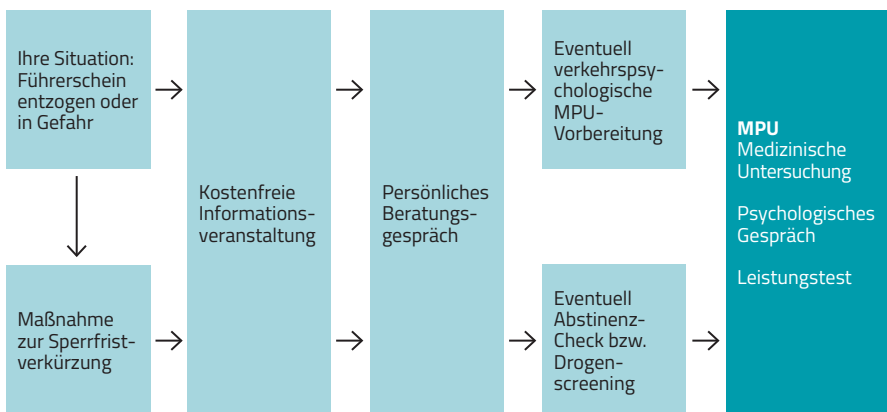 Ihre Situation:
Führerschein
entzogen oder
in Gefahr
Maßnahme
zur Sperrfrist-
verkürzung
Kostenfreie
Informations-
veranstaltung
Persönliches
Beratungs-
gespräch
Eventuell
verkehrspsy-
chologische
MPU-
Vorbereitung
Eventuell
Abstinenz-
Check bzw.
Drogen-
screening
MPU
Medizinische
Untersuchung
Psychologisches
Gespräch
Leistungstest